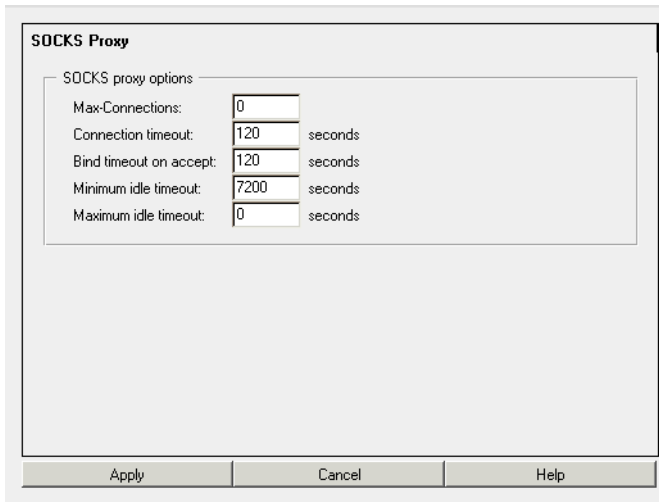 SOCKS Proxy
SOCKS proxy options
Max-Connections: 0
Connection timeout: 120 seconds
Bind timeout on accept: 120 seconds
Minimum idle timeout: 7200 seconds
Maximum idle timeout: 0 seconds
Apply Cancel Help